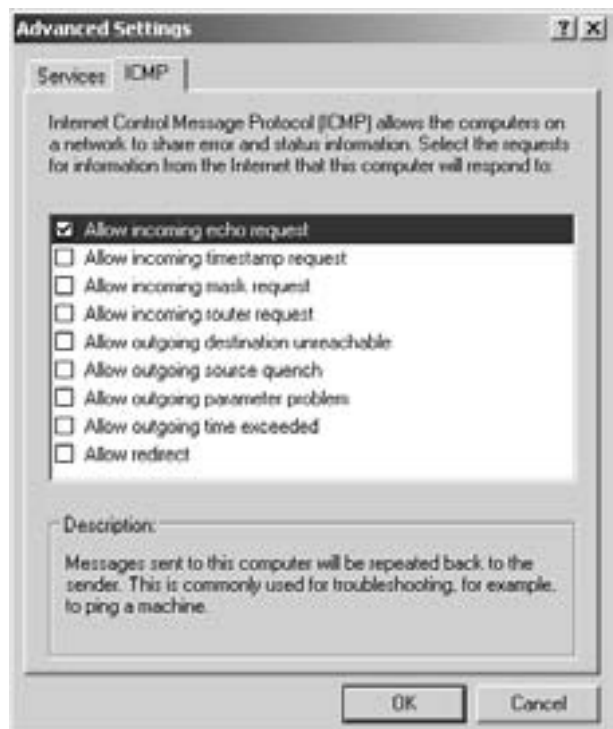 Advanced Settings
Services
ICMP
Internet Control Message Protocol (ICMP) allows the computers on
a network to share error and status information. Select the requests
for information from the Internet that this computer will respond to:
Allow incoming echo request
Allow incoming timestamp request
Allow incoming mask request
Allow incoming router request
Allow outgoing destination unreachable
Allow outgoing source quench
Allow outgoing parameter problem
Allow outgoing time exceeded
Allow redirect
Description:
Messages sent to this computer will be repeated back to the
sender. This is commonly used for troubleshooting, for example,
to ping a machine.
OK
Cancel